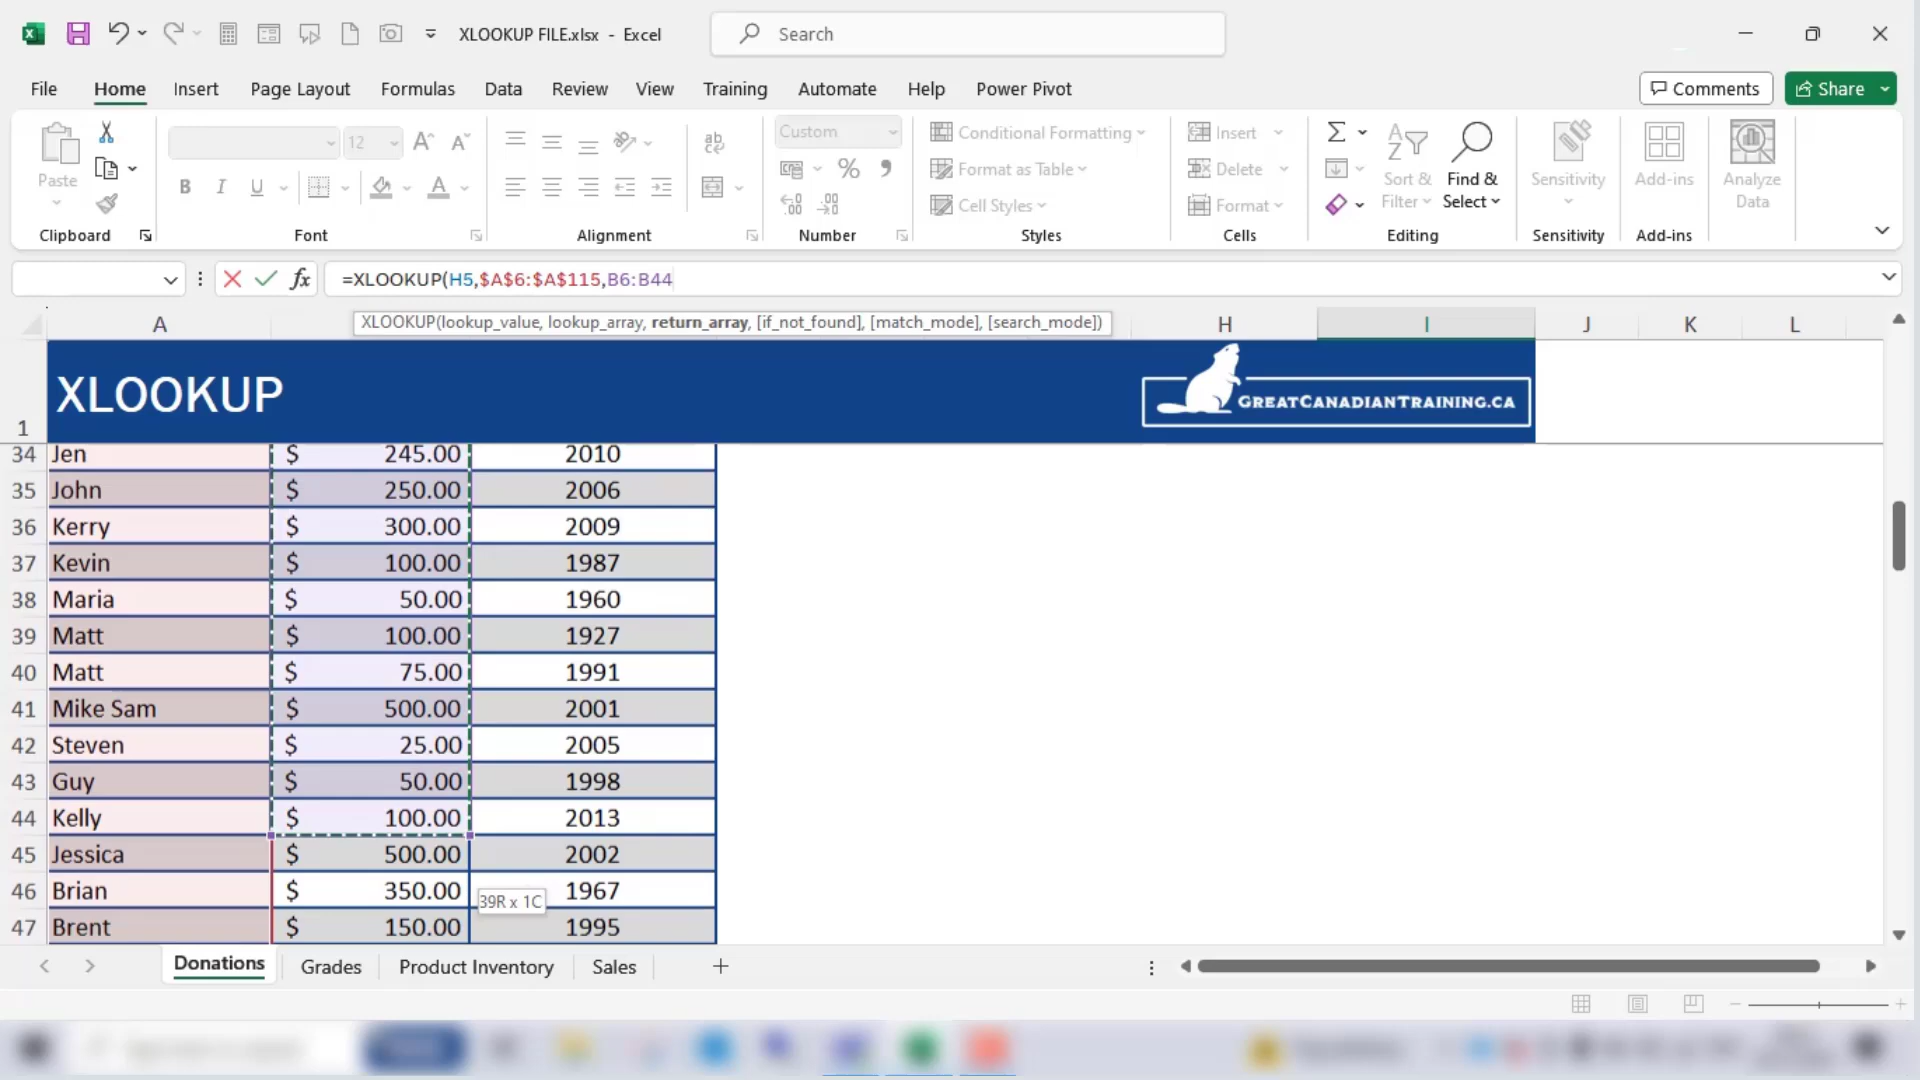 XLOOKUP FILE.xlsx - Excel
Search
File Home Insert Page Layout Formulas Data Review View Training Automate Help Power Pivot
Comments Share
Paste
12
B I U A
ab
Custom
%
Conditional Formatting
Format as Table
Cell Styles
Insert
Delete
Format
Sort & Filter
Find & Select
Sensitivity
Add-ins
Analyze Data
Clipboard Font Alignment Number Styles Cells Editing Sensitivity Add-ins
fx =XLOOKUP(H5,$A$6:$A$115,B6:B44
XLOOKUP(lookup_value, lookup_array, return_array, [if_not_found], [match_mode], [search_mode])
A H I J K L
1 XLOOKUP GREATCANADIANTRAINING.CA
34 Jen $ 245.00 2010
35 John $ 250.00 2006
36 Kerry $ 300.00 2009
37 Kevin $ 100.00 1987
38 Maria $ 50.00 1960
39 Matt $ 100.00 1927
40 Matt $ 75.00 1991
41 Mike Sam $ 500.00 2001
42 Steven $ 25.00 2005
43 Guy $ 50.00 1998
44 Kelly $ 100.00 2013
45 Jessica $ 500.00 2002
46 Brian $ 350.00 1967
39R x 1C
47 Brent $ 150.00 1995
Donations Grades Product Inventory Sales